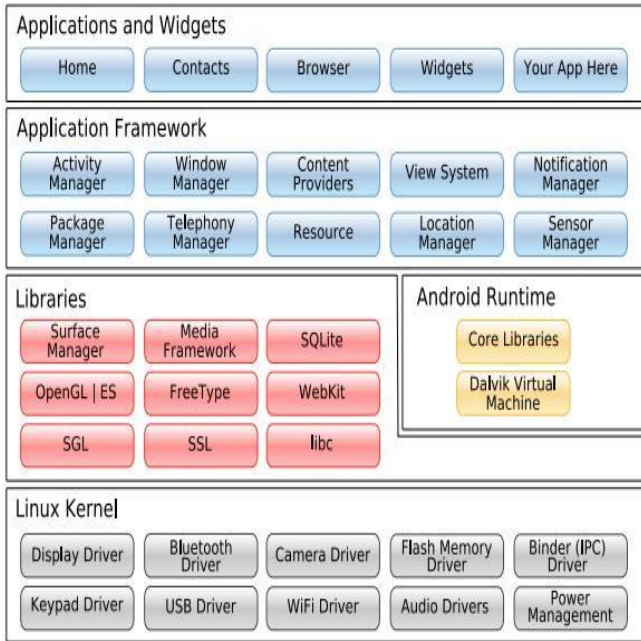 Applications and Widgets
Home
Contacts
Browser
Widgets
Your App Here
Application Framework
Activity
Manager
Window
Manager
Content
Providers
View System
Notification
Manager
Package
Manager
Telephony
Manager
Resource
Location
Manager
Sensor
Manager
Libraries
Surface
Manager
Media
Framework
SQLite
OpenGL | ES
FreeType
WebKit
SGL
SSL
libc
Android Runtime
Core Libraries
Dalvik Virtual
Machine
Linux Kernel
Display Driver
Bluetooth
Driver
Camera Driver
Flash Memory
Driver
Binder (IPC)
Driver
Keypad Driver
USB Driver
WiFi Driver
Audio Drivers
Power
Management